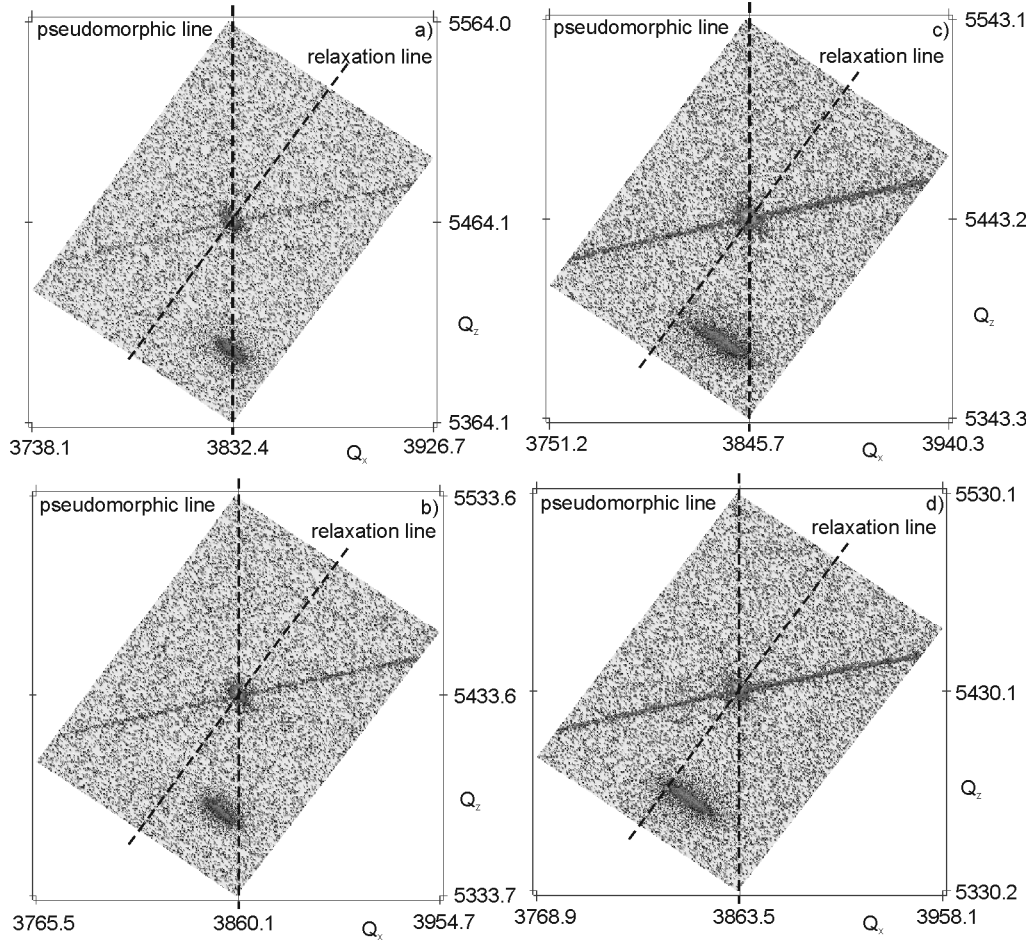 pseudomorphic line
a)
relaxation line
5564.0
5464.1
Qz
5364.1
3738.1
3832.4
Qx
3926.7
pseudomorphic line
c)
relaxation line
5543.1
5443.2
Qz
5343.3
3751.2
3845.7
Qx
3940.3
pseudomorphic line
b)
relaxation line
5533.6
5433.6
Qz
5333.7
3765.5
3860.1
Qx
3954.7
pseudomorphic line
d)
relaxation line
5530.1
5430.1
Qz
5330.2
3768.9
3863.5
Qx
3958.1